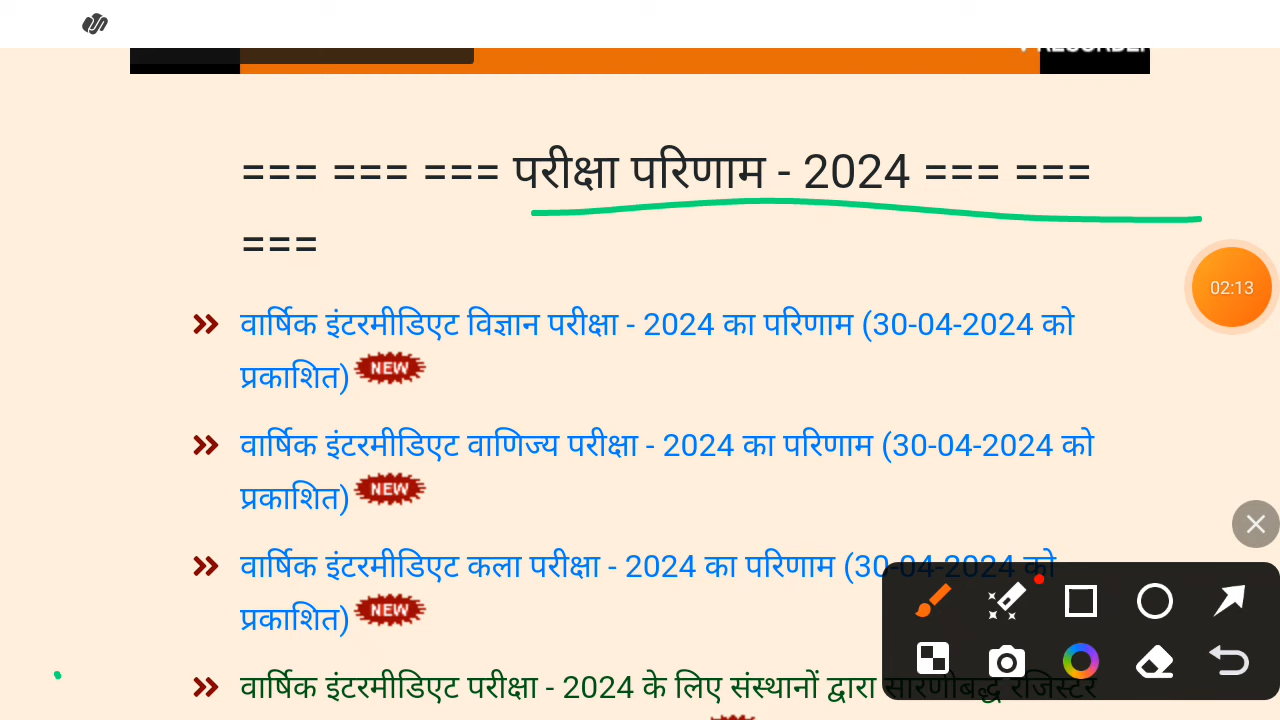 === === === परीक्षा परिणाम - 2024 === ===
===
02:13
वार्षिक इंटरमीडिएट विज्ञान परीक्षा - 2024 का परिणाम (30-04-2024 को
प्रकाशित) NEW
वार्षिक इंटरमीडिएट वाणिज्य परीक्षा - 2024 का परिणाम (30-04-2024 को
प्रकाशित) NEW
वार्षिक इंटरमीडिएट कला परीक्षा - 2024 का परिणाम (30-04-2024 को
प्रकाशित) NEW
वार्षिक इंटरमीडिएट परीक्षा - 2024 के लिए संस्थानों द्वारा सारणीबद्ध रजिस्टर